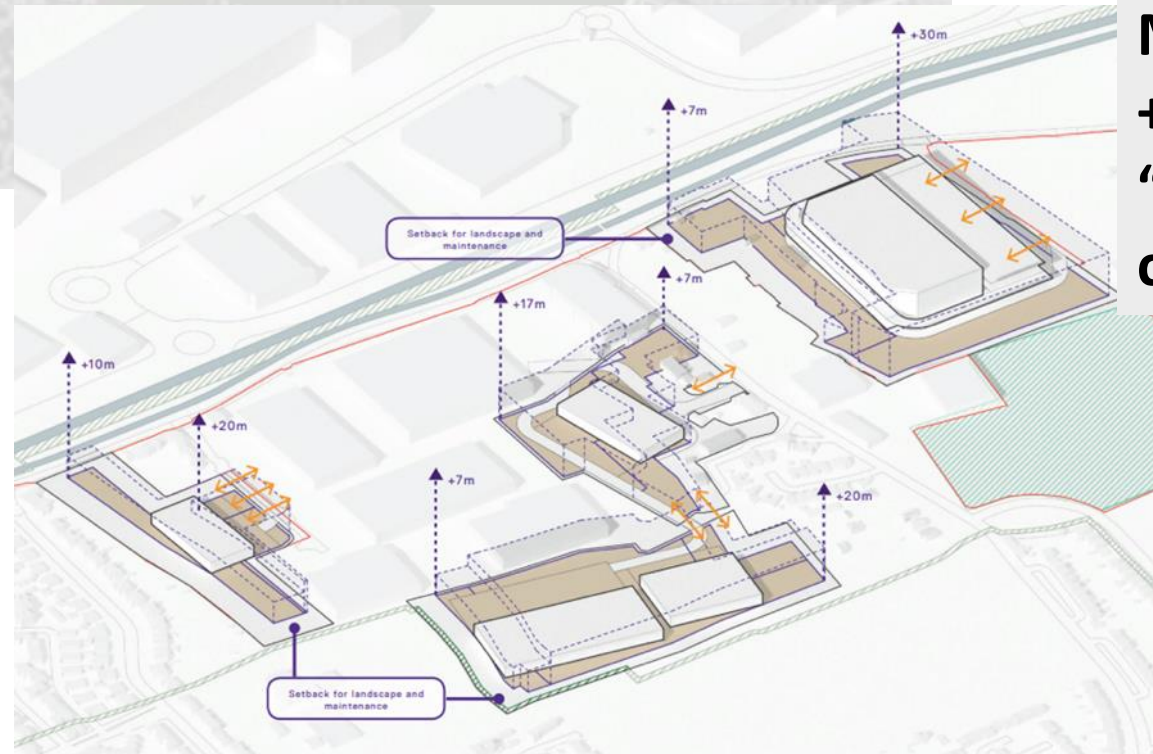 +30m
+7m
Setback for landscape and
maintenance
+7m
+17m
+10m
+20m
+7m
+20m
Setback for landscape and
maintenance